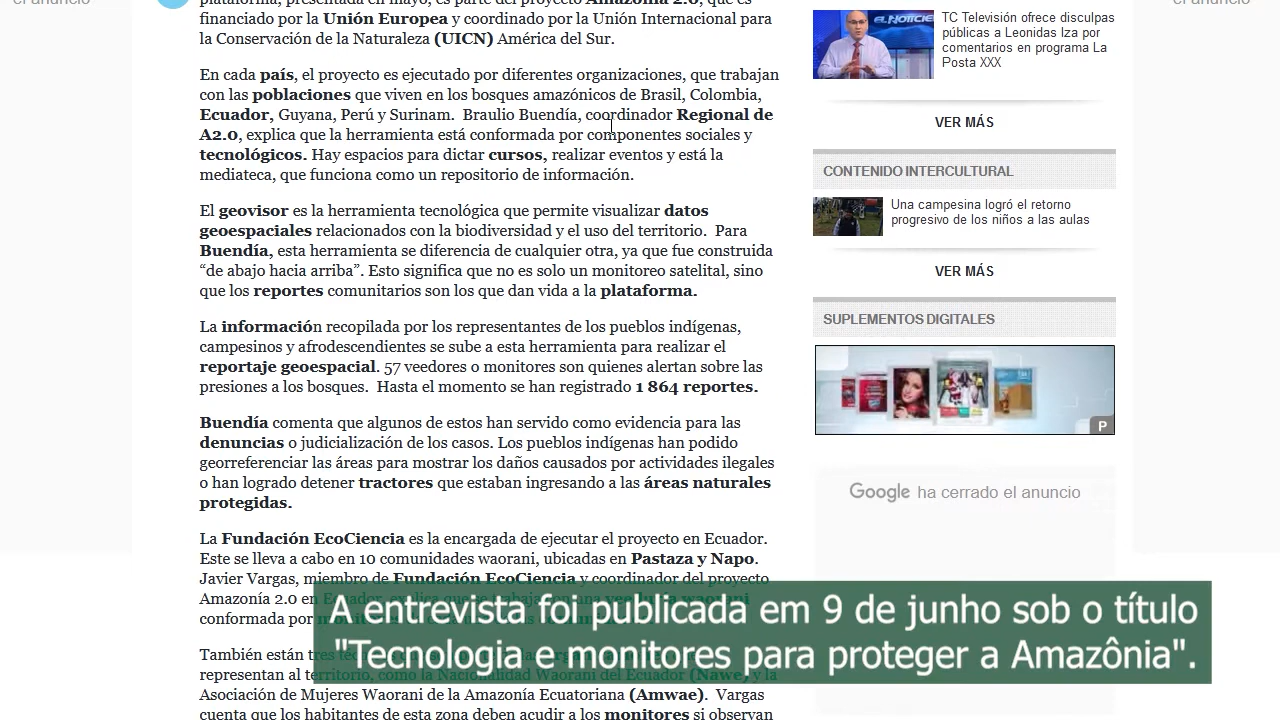 el anuncio
plataforma, presentada en mayo, es parte del proyecto Amazonía 2.0, que es
financiado por la Unión Europea y coordinado por la Unión Internacional para
la Conservación de la Naturaleza (UICN) América del Sur.
En cada país, el proyecto es ejecutado por diferentes organizaciones, que trabajan
con las poblaciones que viven en los bosques amazónicos de Brasil, Colombia,
Ecuador, Guyana, Perú y Surinam. Braulio Buendía, coordinador Regional de
A2.0, explica que la herramienta está conformada por componentes sociales y
tecnológicos. Hay espacios para dictar cursos, realizar eventos y está la
mediateca, que funciona como un repositorio de información.
El geovisor es la herramienta tecnológica que permite visualizar datos
geoespaciales relacionados con la biodiversidad y el uso del territorio. Para
Buendía, esta herramienta se diferencia de cualquier otra, ya que fue construida
“de abajo hacia arriba”. Esto significa que no es solo un monitoreo satelital, sino
que los reportes comunitarios son los que dan vida a la plataforma.
La información recopilada por los representantes de los pueblos indígenas,
campesinos y afrodescendientes se sube a esta herramienta para realizar el
reportaje geoespacial. 57 veedores o monitores son quienes alertan sobre las
presiones a los bosques. Hasta el momento se han registrado 1 864 reportes.
Buendía comenta que algunos de estos han servido como evidencia para las
denuncias o judicialización de los casos. Los pueblos indígenas han podido
georreferenciar las áreas para mostrar los daños causados por actividades ilegales
o han logrado detener tractores que estaban ingresando a las áreas naturales
protegidas.
La Fundación EcoCiencia es la encargada de ejecutar el proyecto en Ecuador.
Este se lleva a cabo en 10 comunidades waorani, ubicadas en Pastaza y Napo.
Javier Vargas, miembro de Fundación EcoCiencia y coordinador del proyecto
Amazonía 2.0 en
conformada por
También están
representan al
Asociación de Mujeres Waorani de la Amazonía Ecuatoriana (Amwae). Vargas
cuenta que los habitantes de esta zona deben acudir a los monitores si observan
EL NOTICIE
TC Televisión ofrece disculpas
públicas a Leonidas Iza por
comentarios en programa La
Posta XXX
VER MÁS
CONTENIDO INTERCULTURAL
Una campesina logró el retorno
progresivo de los niños a las aulas
VER MÁS
SUPLEMENTOS DIGITALES
P
Google ha cerrado el anuncio
el anuncio
A entrevista foi publicada em 9 de junho sob o título
"Tecnologia e monitores para proteger a Amazônia".